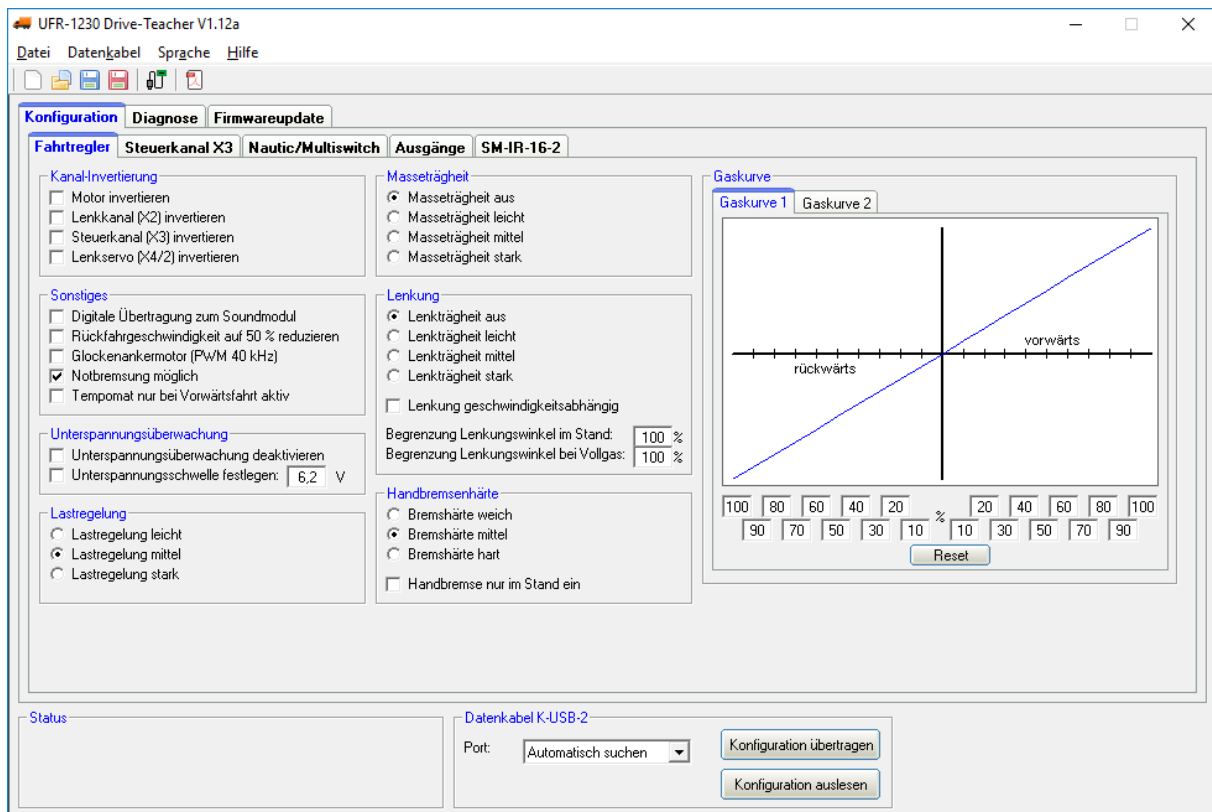 UFR-1230 Drive-Teacher V1.12a
Datei Datenkabel Sprache Hilfe
Konfiguration Diagnose Firmwareupdate
Fahrtregler Steuerkanal X3 Nautic/Multiswitch Ausgänge SM-IR-16-2
Kanal-Invertierung
Motor invertieren
Lenkkanal (X2) invertieren
Steuerkanal (X3) invertieren
Lenkservo (X4/2) invertieren
Sonstiges
Digitale Übertragung zum Soundmodul
Rückfahrgeschwindigkeit auf 50 % reduzieren
Glockenankermotor (PWM 40 kHz)
Notbremsung möglich
Tempomat nur bei Vorwärtsfahrt aktiv
Unterspannungsüberwachung
Unterspannungsüberwachung deaktivieren
Unterspannungsschwelle festlegen: 6,2 V
Lastregelung
Lastregelung leicht
Lastregelung mittel
Lastregelung stark
Masseträgheit
Masseträgheit aus
Masseträgheit leicht
Masseträgheit mittel
Masseträgheit stark
Lenkung
Lenkträgheit aus
Lenkträgheit leicht
Lenkträgheit mittel
Lenkträgheit stark
Lenkung geschwindigkeitsabhängig
Begrenzung Lenkungswinkel im Stand: 100 %
Begrenzung Lenkungswinkel bei Vollgas: 100 %
Handbremsenhärte
Bremshärte weich
Bremshärte mittel
Bremshärte hart
Handbremse nur im Stand ein
Gaskurve
Gaskurve 1 Gaskurve 2
vorwärts
rückwärts
100 80 60 40 20 % 20 40 60 80 100
90 70 50 30 10 10 30 50 70 90
Reset
Status
Datenkabel K-USB-2
Port: Automatisch suchen
Konfiguration übertragen
Konfiguration auslesen